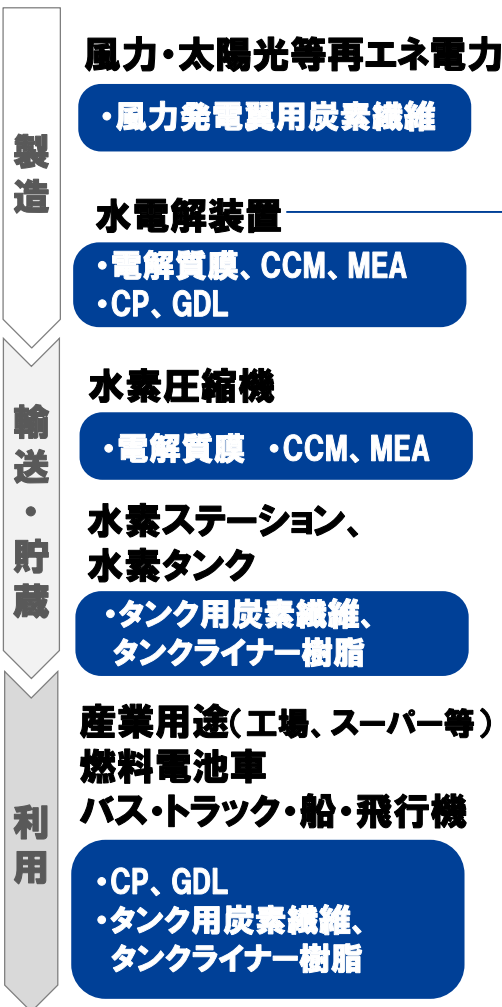 製造
風力・太陽光等再エネ電力
・風力発電翼用炭素繊維
水電解装置
・電解質膜、CCM、MEA
・CP、GDL
輸送・貯蔵
水素圧縮機
・電解質膜 ・CCM、MEA
水素ステーション、
水素タンク
・タンク用炭素繊維、
タンクライナー樹脂
利用
産業用途(工場、スーパー等)
燃料電池車
バス・トラック・船・飛行機
・CP、GDL
・タンク用炭素繊維、
タンクライナー樹脂